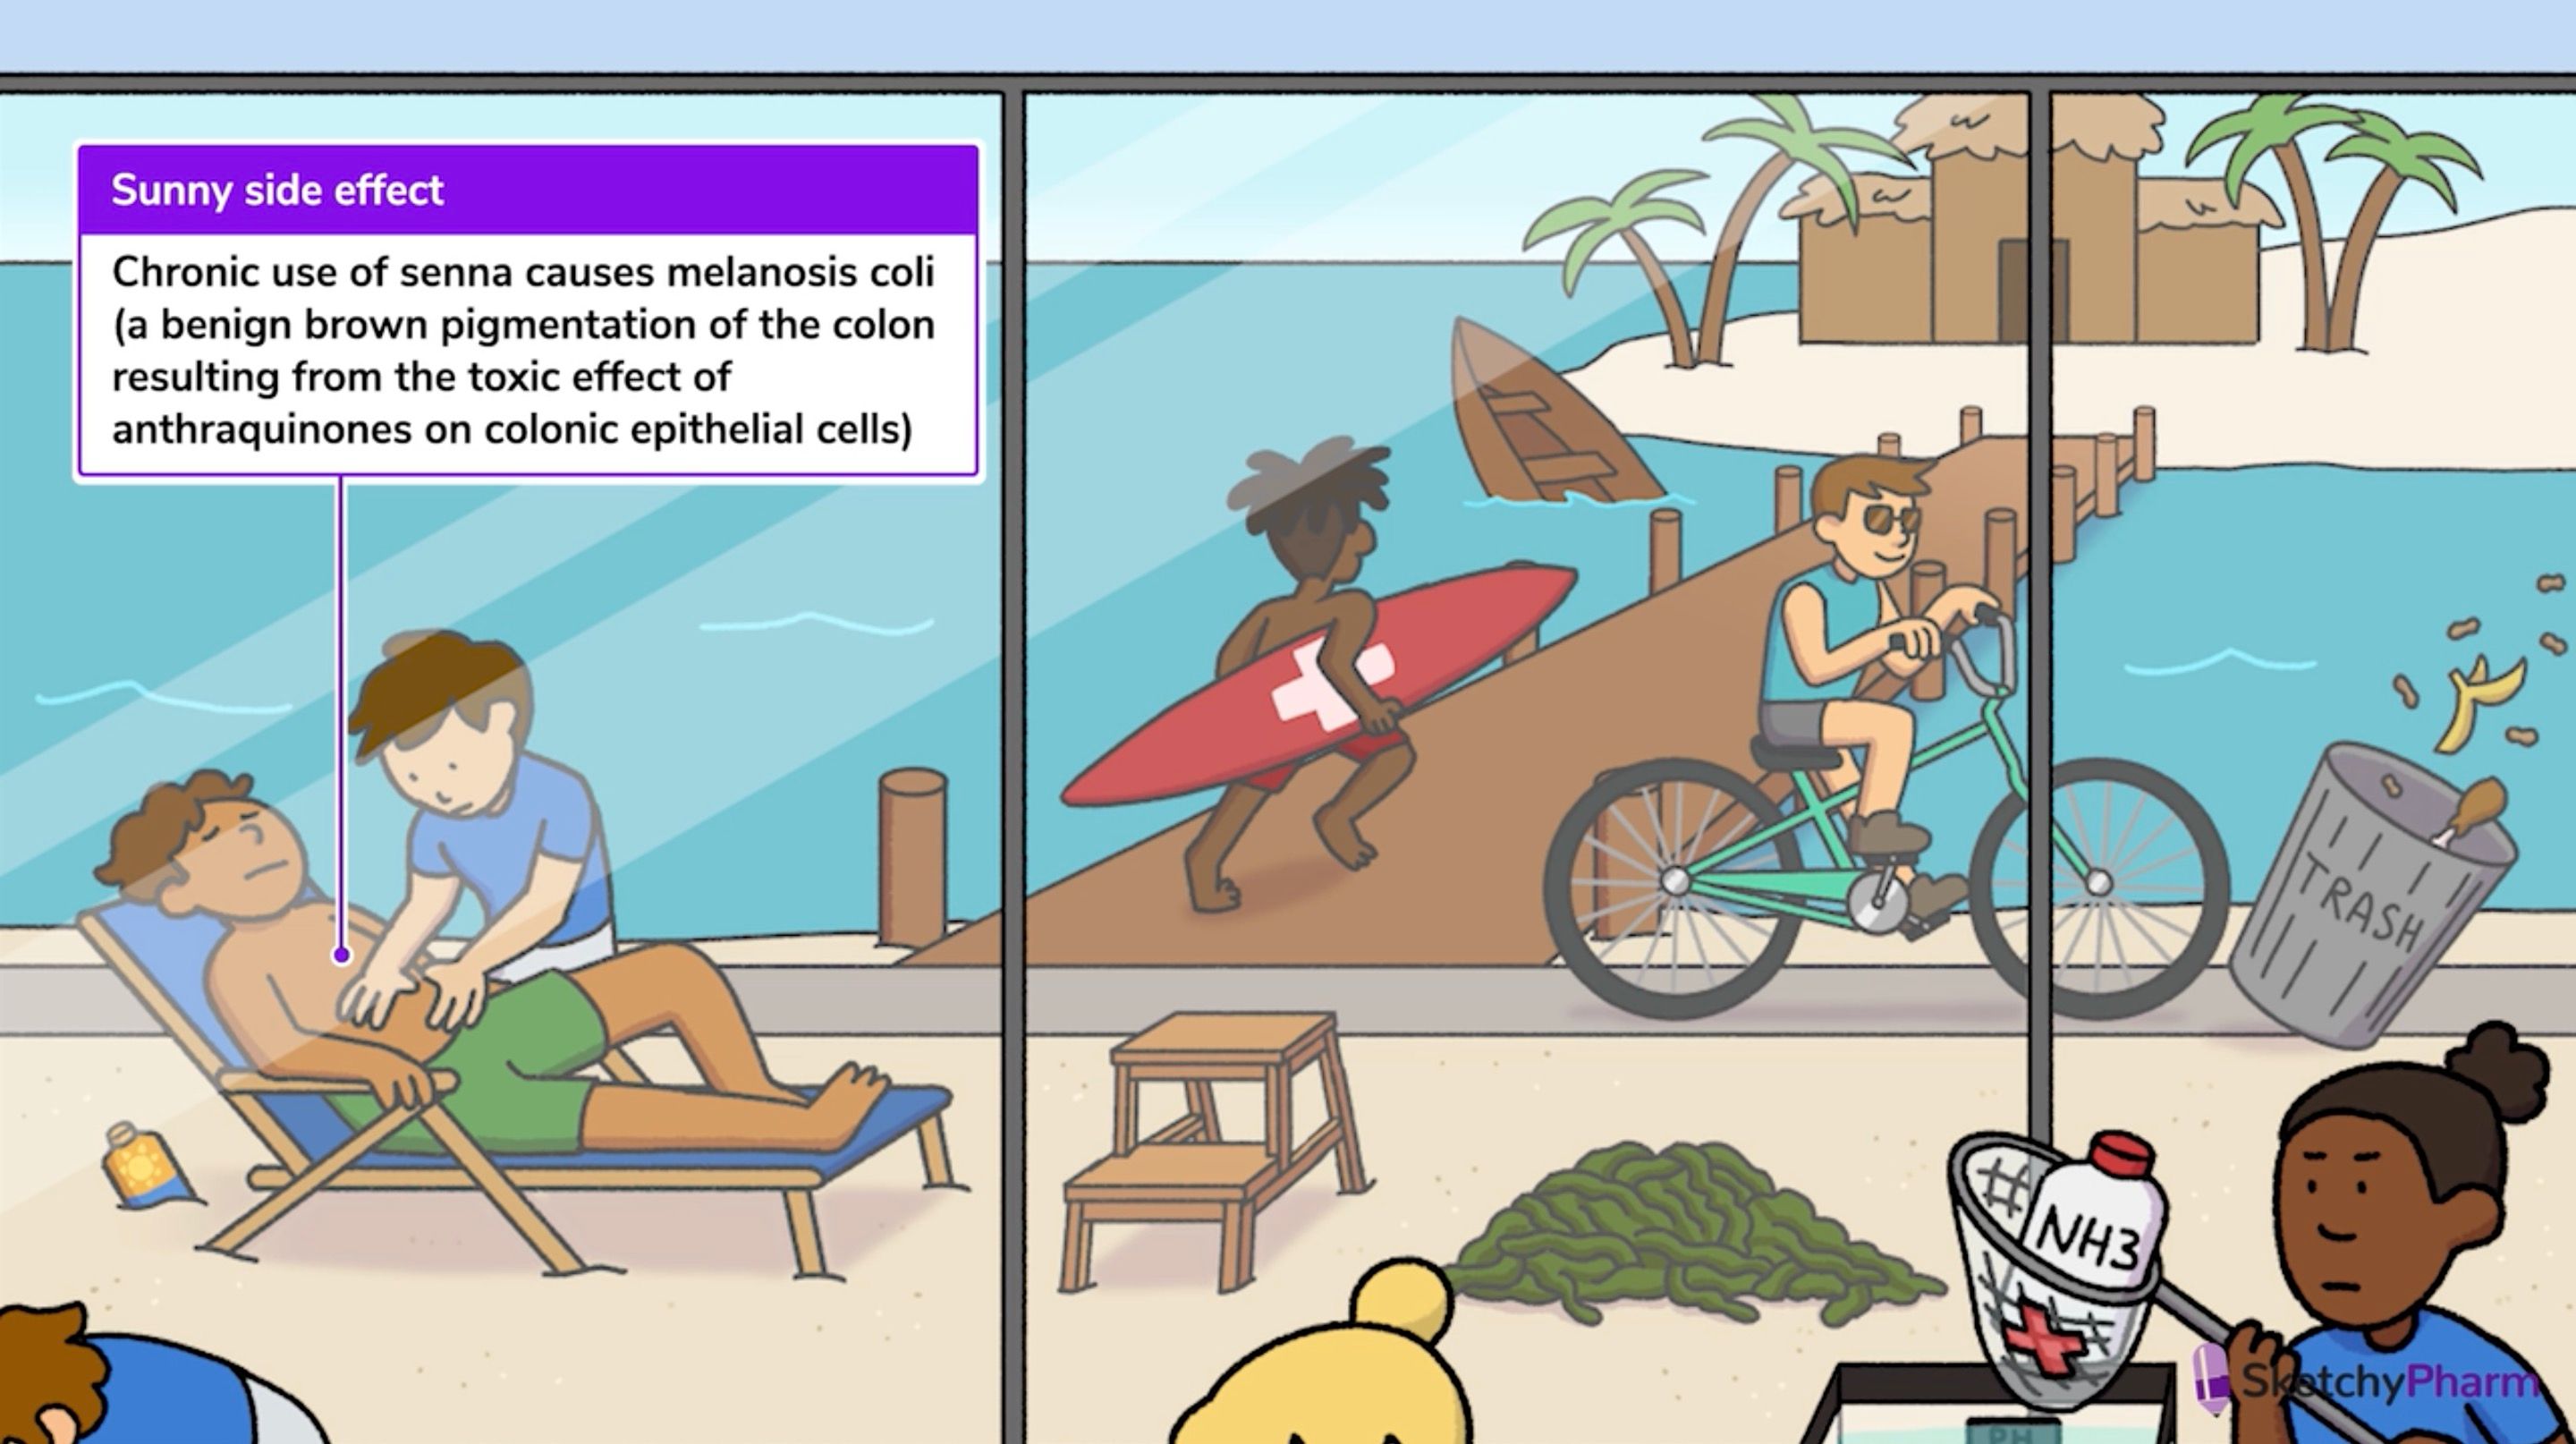 Sunny side effect
Chronic use of senna causes melanosis coli
(a benign brown pigmentation of the colon
resulting from the toxic effect of
anthraquinones on colonic epithelial cells)
TRASH
NH3
SketchyPharm
PH